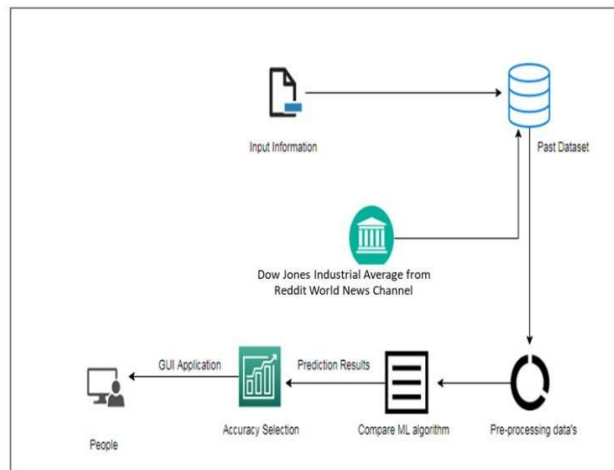 Input Information
Past Dataset
Dow Jones Industrial Average from
Reddit World News Channel
GUI Application
Prediction Results
People
Accuracy Selection
Compare ML algorithm
Pre-processing data's